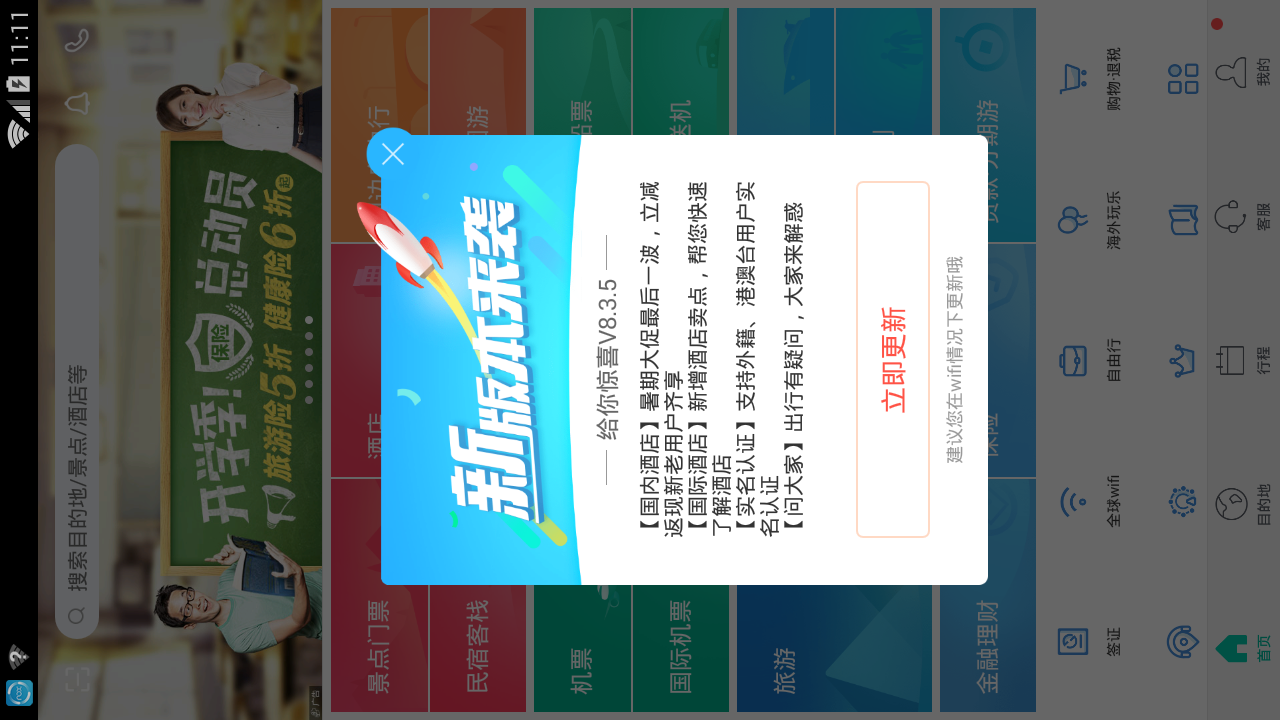 11:11
搜索目的地/景点/酒店等
开学季!
保险
总动员
旅游险5折 健康险6折起
广告
景点门票
酒店
民宿客栈
机票
国际机票
送机
旅游
金融理财
新版本来袭
给你惊喜V8.3.5
【国内酒店】暑期大促最后一波，立减
返现新老用户齐享
【国际酒店】新增酒店卖点，帮您快速
了解酒店
【实名认证】支持外籍、港澳台用户实
名认证
【问大家】出行有疑问，大家来解惑
立即更新
建议您在wifi情况下更新哦
签证
全球wifi
自由行
海外玩乐
购物·退税
首页
目的地
行程
客服
我的